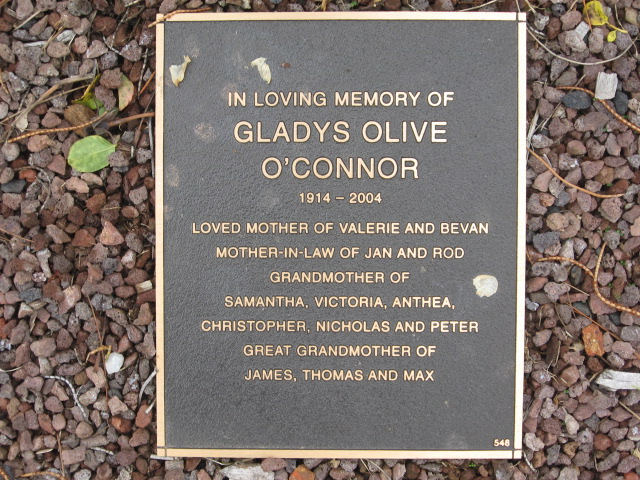 IN LOVING MEMORY OF
GLADYS OLIVE
O'CONNOR
1914 – 2004
LOVED MOTHER OF VALERIE AND BEVAN
MOTHER-IN-LAW OF JAN AND ROD
GRANDMOTHER OF
SAMANTHA, VICTORIA, ANTHEA,
CHRISTOPHER, NICHOLAS AND PETER
GREAT GRANDMOTHER OF
JAMES, THOMAS AND MAX
548